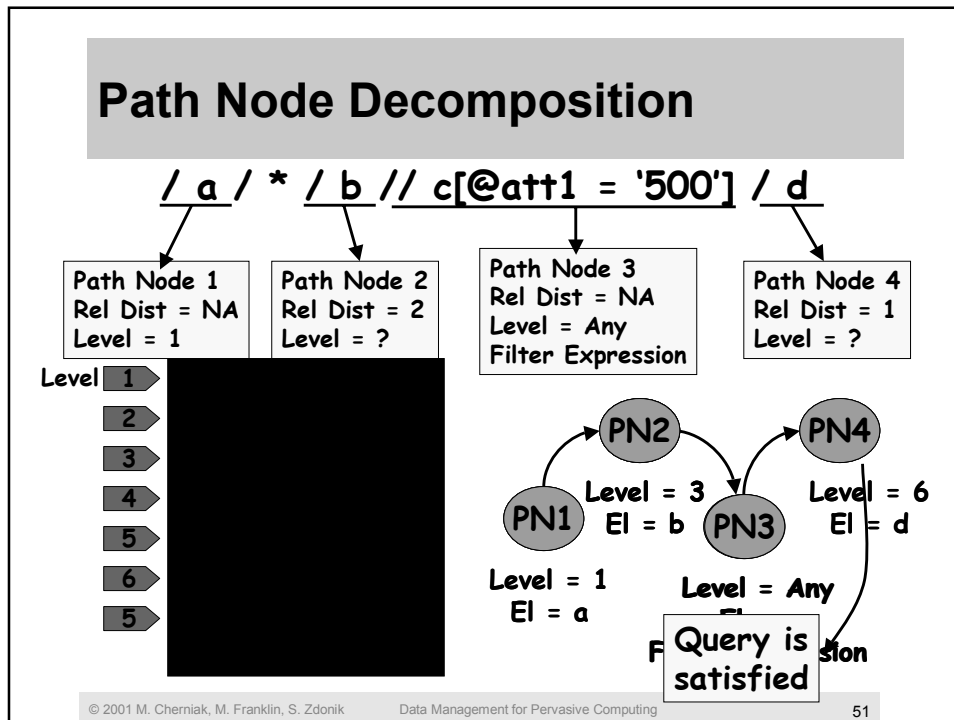 Path Node Decomposition
/ a / * / b // c[@att1 = ‘500’] / d
Path Node 1
Rel Dist = NA
Level = 1
Path Node 2
Rel Dist = 2
Level = ?
Path Node 3
Rel Dist = NA
Level = Any
Filter Expression
Path Node 4
Rel Dist = 1
Level = ?
Level 1
2
3
4
5
6
5
PN1
Level = 1
El = a
PN2
Level = 3
El = b
PN3
Level = Any
PN4
Level = 6
El = d
Query is
satisfied
© 2001 M. Cherniak, M. Franklin, S. Zdonik
Data Management for Pervasive Computing
51